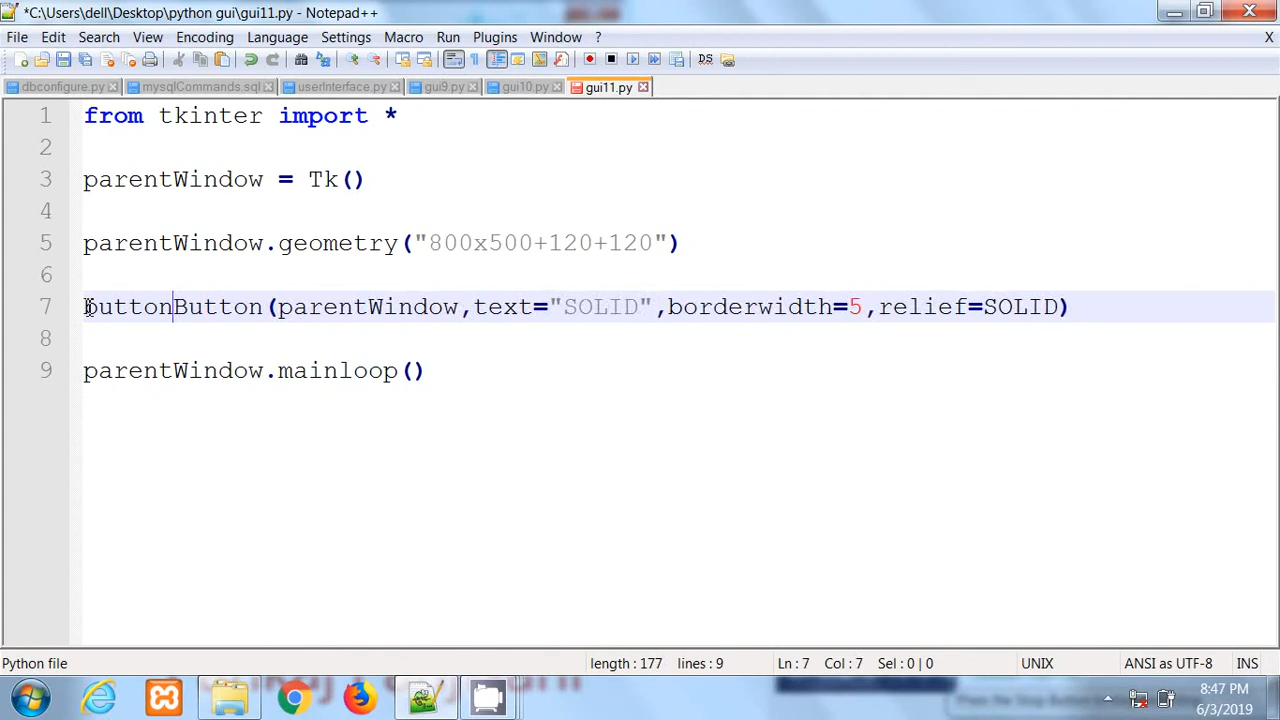 *C:\Users\dell\Desktop\python gui\gui11.py - Notepad++
File Edit Search View Encoding Language Settings Macro Run Plugins Window ? X
dbconfigure.py mysqlCommands.sql userInterface.py gui9.py gui10.py gui11.py
1 from tkinter import *
2
3 parentWindow = Tk()
4
5 parentWindow.geometry("800x500+120+120")
6
7 buttonButton(parentWindow,text="SOLID",borderwidth=5,relief=SOLID)
8
9 parentWindow.mainloop()
Python file length : 177 lines : 9 Ln : 7 Col : 7 Sel : 0 | 0 UNIX ANSI as UTF-8 INS
8:47 PM
6/3/2019